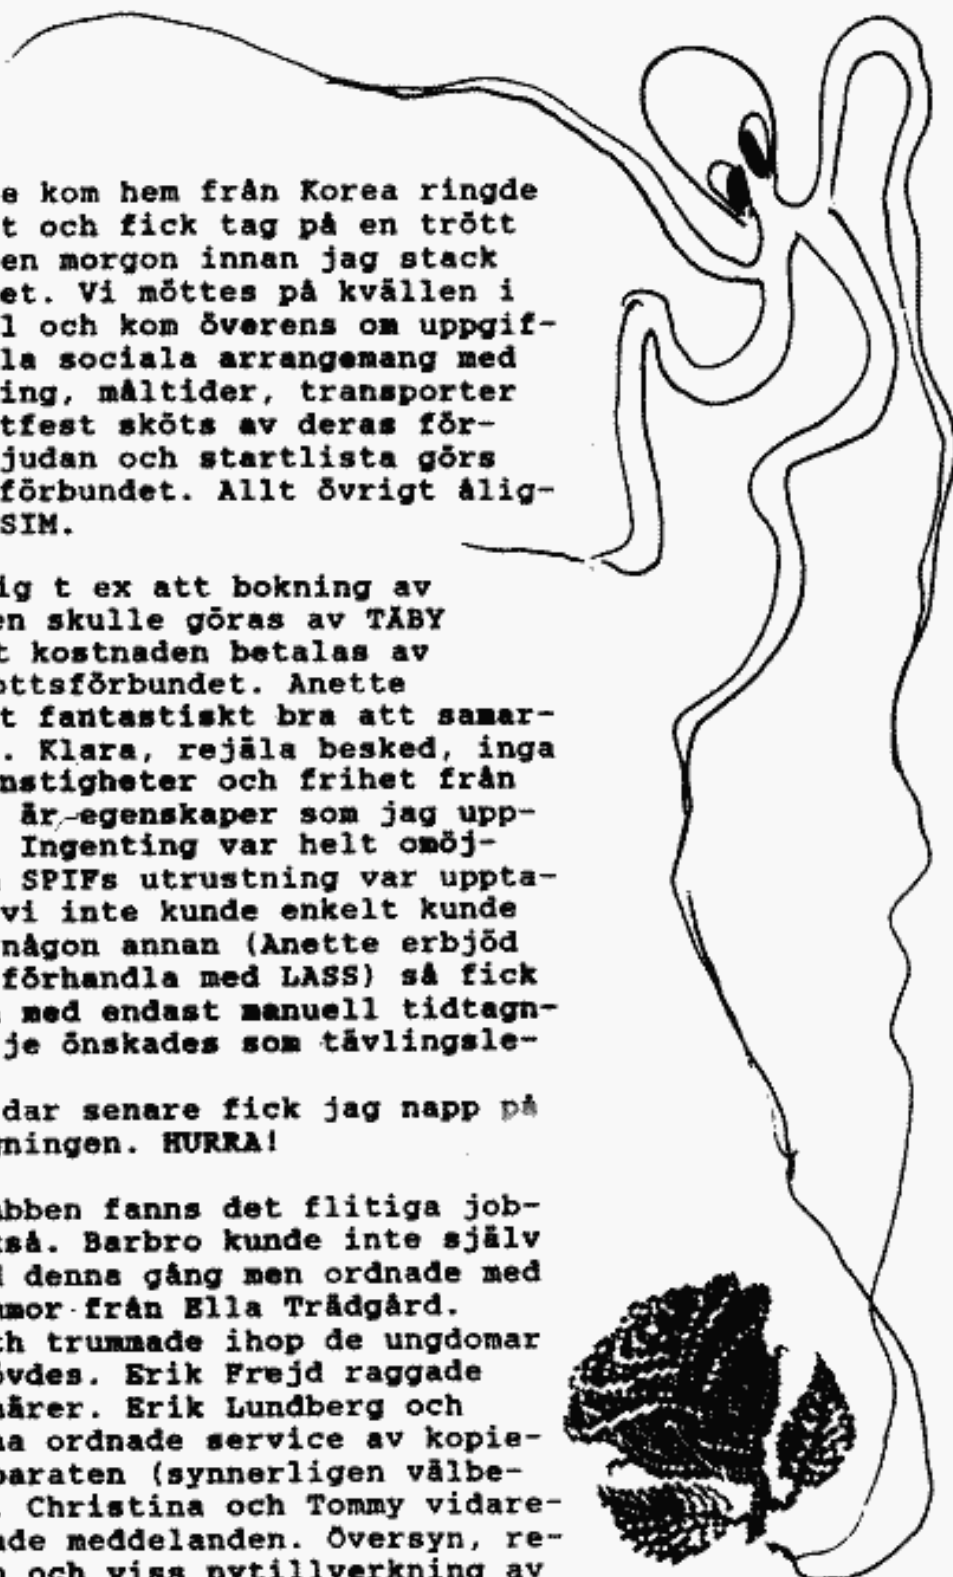 e kom hem från Korea ringde
t och fick tag på en trött
en morgon innan jag stack
et. Vi möttes på kvällen i
l och kom överens om uppgif-
la sociala arrangemang med
ing, måltider, transporter
tfest sköts av deras för-
judan och startlista görs
förbundet. Allt övrigt ålig-
SIM.
ig t ex att bokning av
en skulle göras av TÄBY
t kostnaden betalas av
ottsförbundet. Anette
t fantastiskt bra att samar-
. Klara, rejäla besked, inga
nstigheter och frihet från
är egenskaper som jag upp-
Ingenting var helt omöj-
SPIFs utrustning var uppta-
vi inte kunde enkelt kunde
någon annan (Anette erbjöd
förhandla med LASS) så fick
med endast manuell tidtagn-
je önskades som tävlingsle-
dar senare fick jag napp på
ningen. HURRA!
bben fanns det flitiga job-
kså. Barbro kunde inte själv
denna gång men ordnade med
mmor från Ella Trädgård.
ch trummade ihop de ungdomar
övdes. Erik Frejd raggade
närer. Erik Lundberg och
na ordnade service av kopie-
paraten (synnerligen välbe-
. Christina och Tommy vidare-
ade meddelanden. Översyn, re-
n och viss nytillverkning av